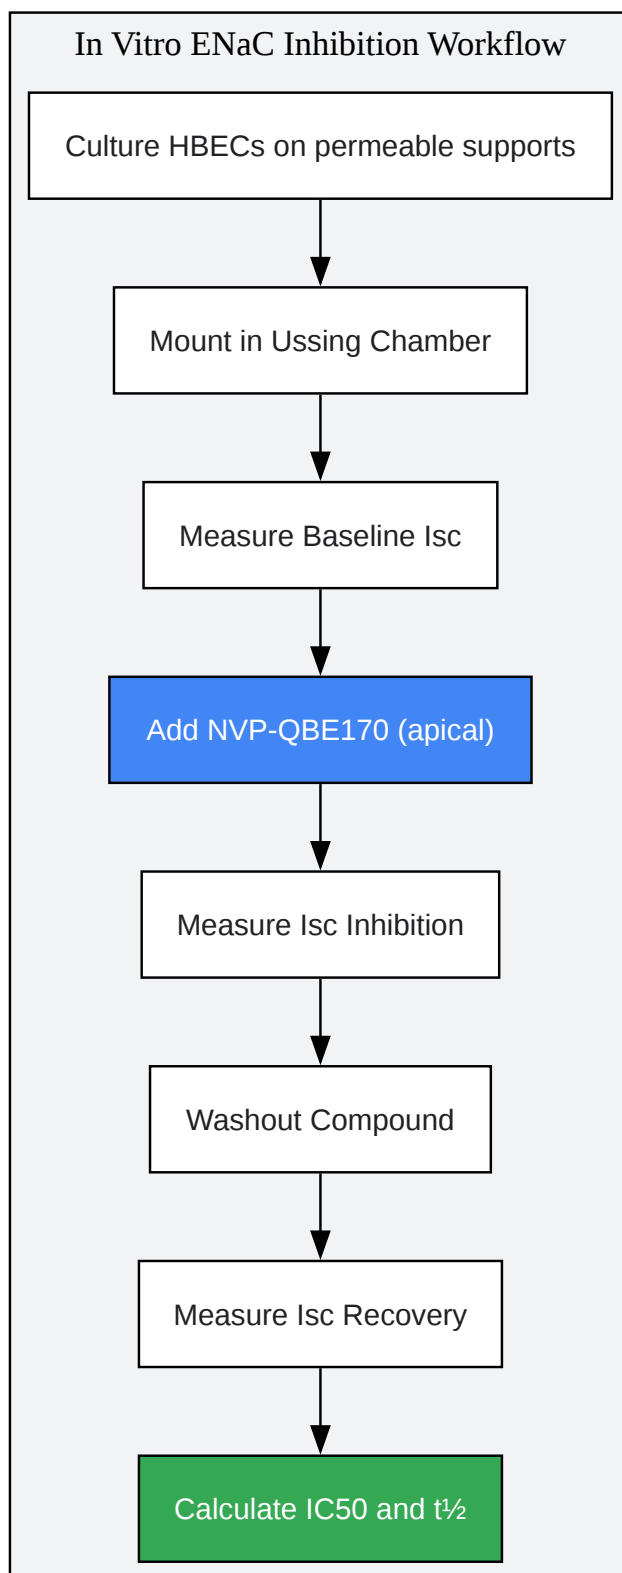 In Vitro ENaC Inhibition Workflow
Culture HBECs on permeable supports
Mount in Ussing Chamber
Measure Baseline Isc
Add NVP-QBE170 (apical)
Measure Isc Inhibition
Washout Compound
Measure Isc Recovery
Calculate IC50 and t½